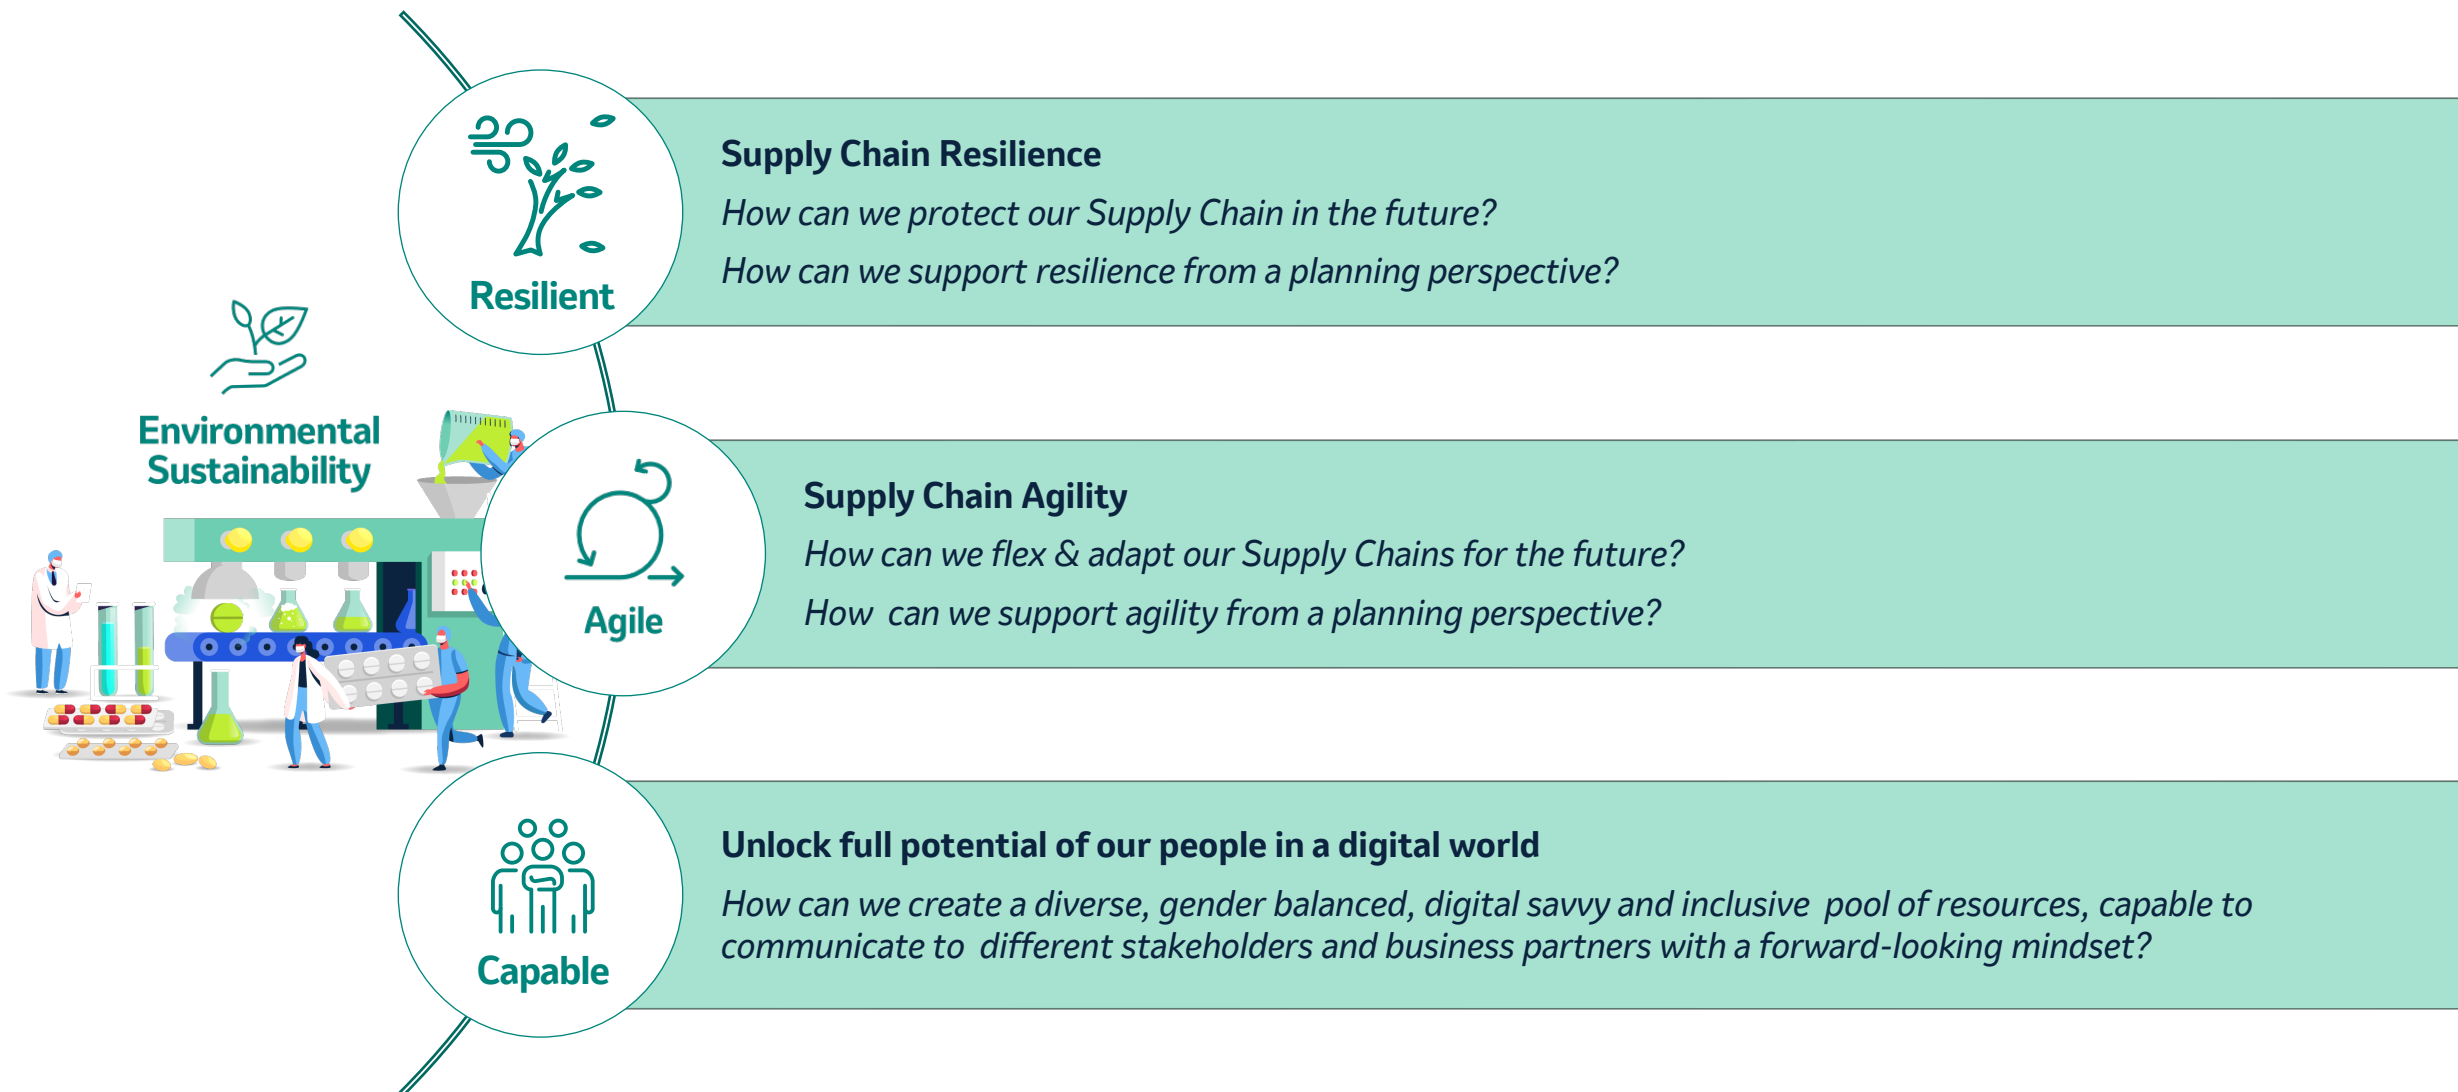 Environmental
Sustainability
Resilient
Supply Chain Resilience
How can we protect our Supply Chain in the future?
How can we support resilience from a planning perspective?
Agile
Supply Chain Agility
How can we flex & adapt our Supply Chains for the future?
How  can we support agility from a planning perspective?
Capable
Unlock full potential of our people in a digital world
How can we create a diverse, gender balanced, digital savvy and inclusive  pool of resources, capable to
communicate to  different stakeholders and business partners with a forward-looking mindset?